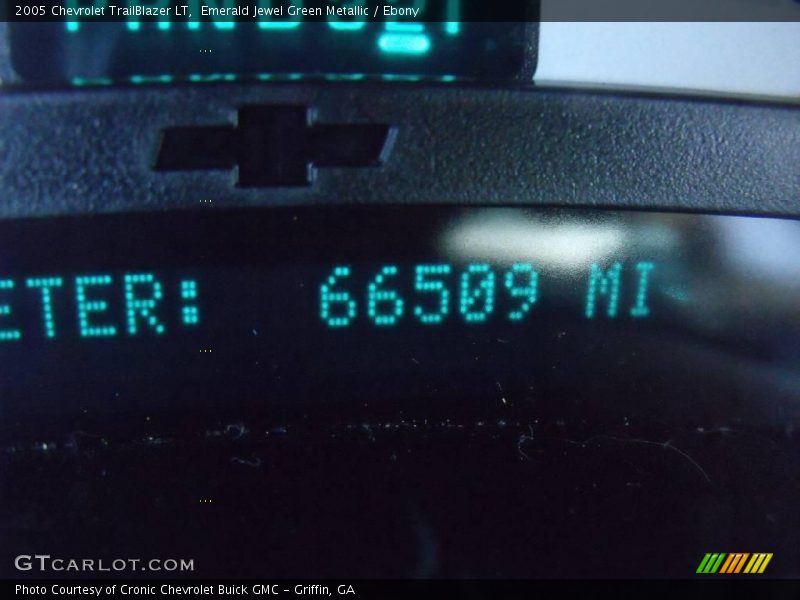 2005 Chevrolet TrailBlazer LT,  Emerald Jewel Green Metallic / Ebony
ETER: 66509 MI
GTCARLOT.COM
Photo Courtesy of Cronic Chevrolet Buick GMC - Griffin, GA